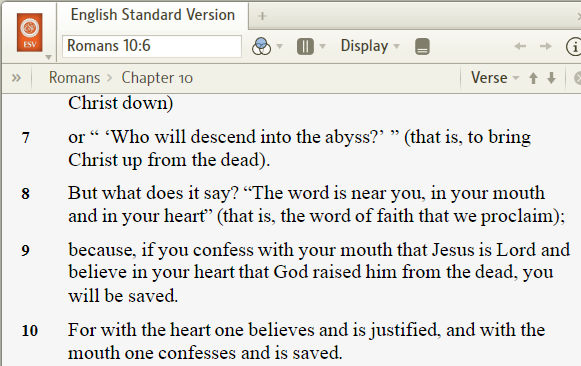 English Standard Version +
ESV Romans 10:6 Display
» Romans > Chapter 10 Verse
Christ down)
7 or “ ‘Who will descend into the abyss?’ ” (that is, to bring
Christ up from the dead).
8 But what does it say? “The word is near you, in your mouth
and in your heart” (that is, the word of faith that we proclaim);
9 because, if you confess with your mouth that Jesus is Lord and
believe in your heart that God raised him from the dead, you
will be saved.
10 For with the heart one believes and is justified, and with the
mouth one confesses and is saved.